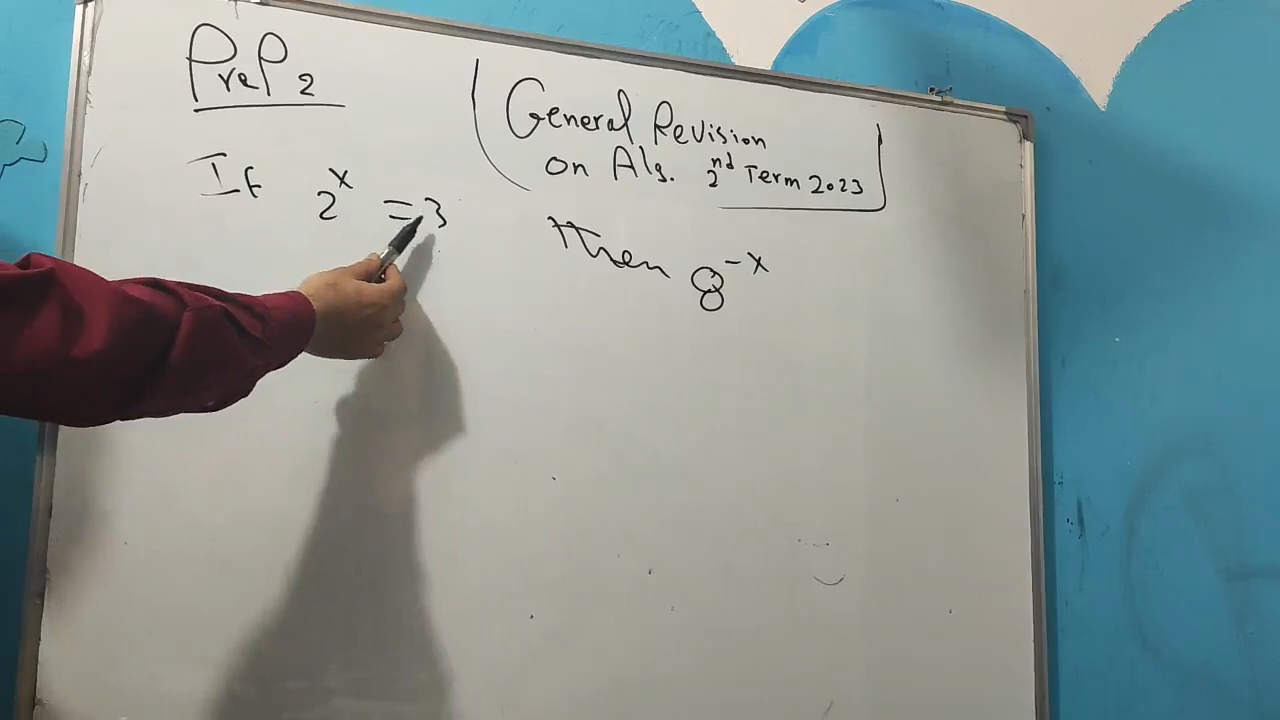 Prep 2
General Revision
on Alg. 2nd Term 2023
If 2^x = 3 then 8^-x